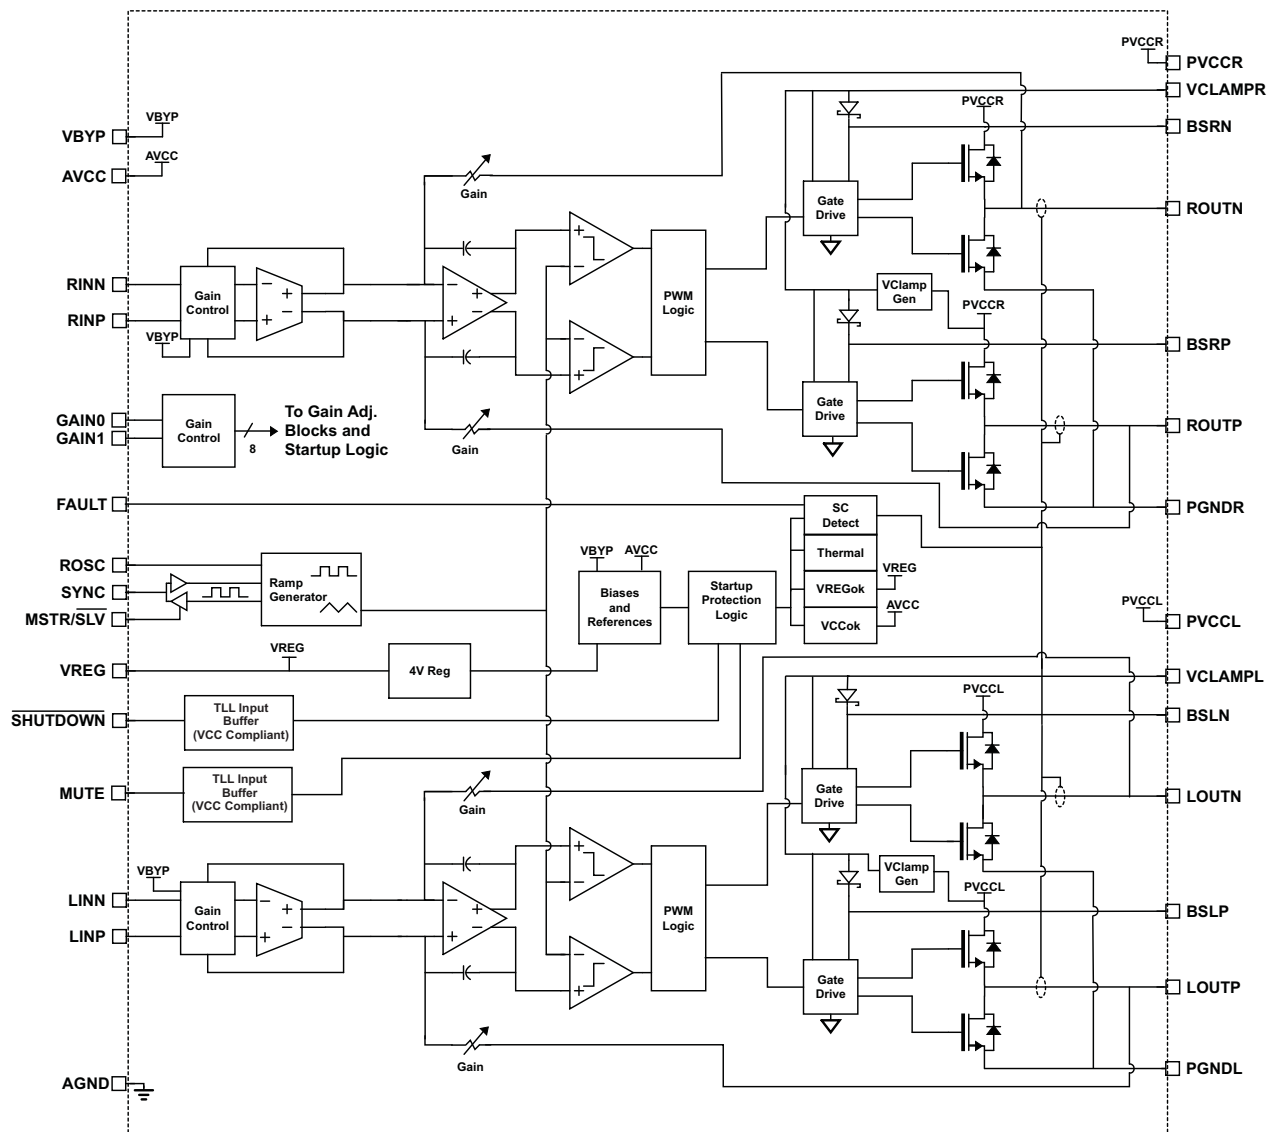 PVCCR
PVCCR
VCLAMPR
PVCCR
VBYP
VBYP
BSRN
AVCC
AVCC
Gain
Gate
Drive
ROUTN
RINN
Gain
Control
− +
− +
+
−
− +
+
−
+
−
−
+
PWM
Logic
VClamp
Gen
PVCCR
RINP
VBYP
BSRP
GAIN0
GAIN1
Gain
Control
8
To Gain Adj.
Blocks and
Startup Logic
Gain
Gate
Drive
ROUTP
FAULT
SC
Detect
PGNDR
ROSC
SYNC
MSTR/SLV
Ramp
Generator
VBYP
AVCC
Biases
and
References
Startup
Protection
Logic
Thermal
VREGok
VREG
VCCok
AVCC
PVCCL
PVCCL
VREG
VREG
4V Reg
VCLAMPL
PVCCL
SHUTDOWN
TLL Input
Buffer
(VCC Compliant)
BSLN
MUTE
TLL Input
Buffer
(VCC Compliant)
Gain
Gate
Drive
LOUTN
VBYP
LINN
LINP
Gain
Control
− +
− +
+
−
− +
+
−
+
−
−
+
PWM
Logic
VClamp
Gen
PVCCL
BSLP
Gate
Drive
LOUTP
Gain
AGND
PGNDL